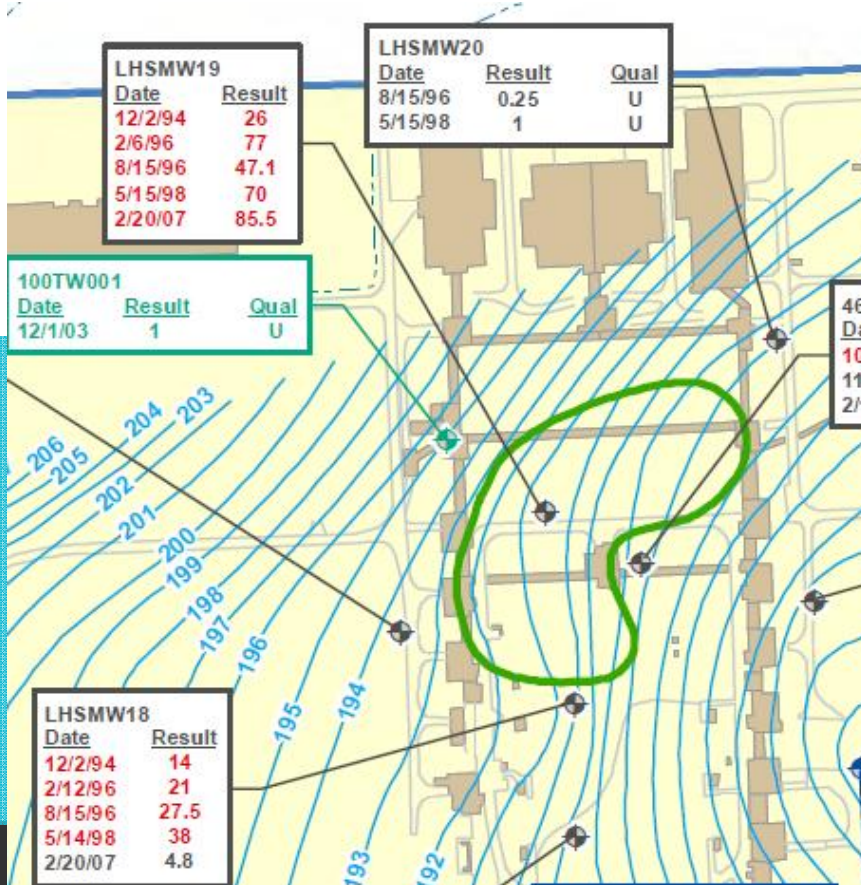 LHSMW19
Date Result
12/2/94 26
2/6/96 77
8/15/96 47.1
5/15/98 70
2/20/07 85.5
LHSMW20
Date Result Qual
8/15/96 0.25 U
5/15/98 1 U
100TW001
Date Result Qual
12/1/03 1 U
46
Da
10
11
2/
206
205
204
203
202
201
200
199
198
197
196
195
194
193
192
LHSMW18
Date Result
12/2/94 14
2/12/96 21
8/15/96 27.5
5/14/98 38
2/20/07 4.8